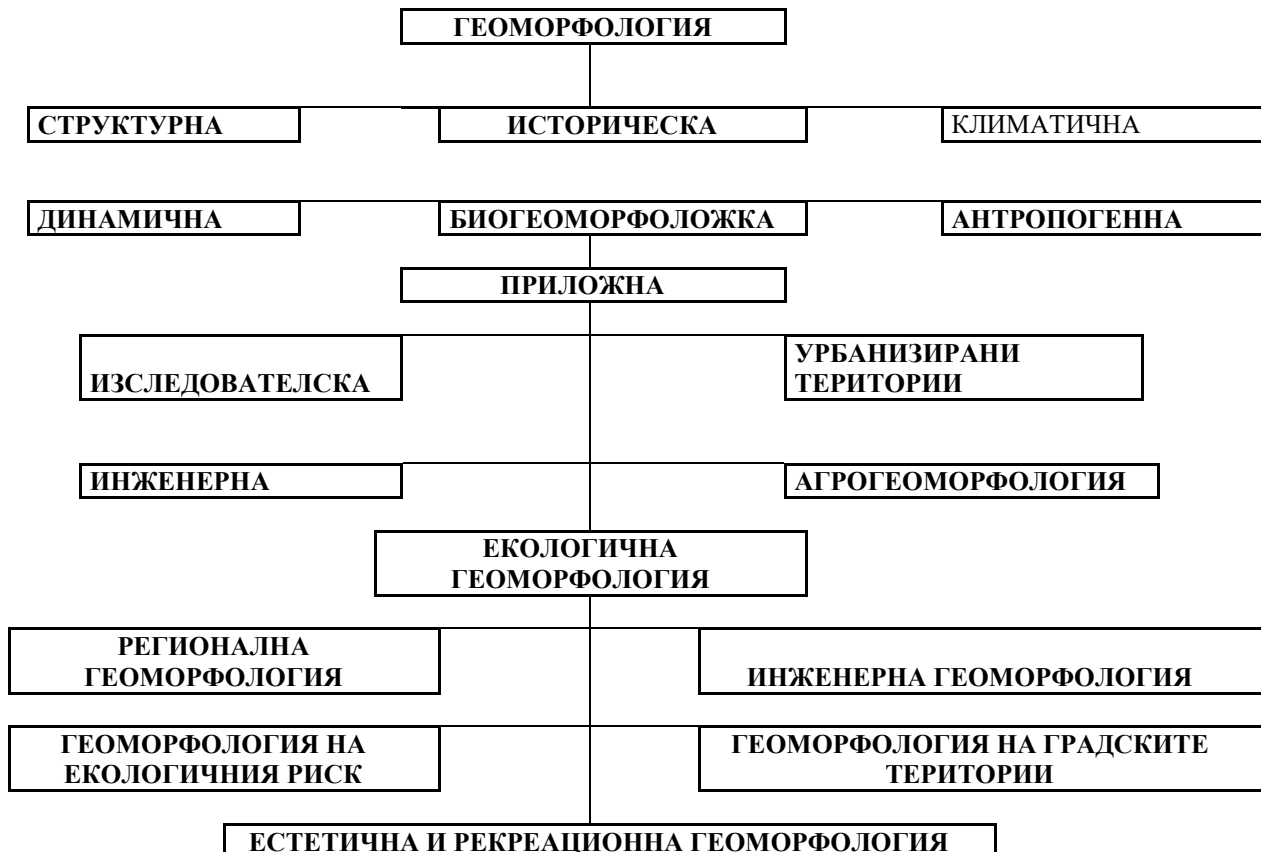 ГЕОМОРФОЛОГИЯ
СТРУКТУРНА
ИСТОРИЧЕСКА
КЛИМАТИЧНА
ДИНАМИЧНА
БИОГЕОМОРФОЛОЖКА
АНТРОПОГЕННА
ПРИЛОЖНА
ИЗСЛЕДОВАТЕЛСКА
УРБАНИЗИРАНИ
ТЕРИТОРИИ
ИНЖЕНЕРНА
АГРОГЕОМОРФОЛОГИЯ
ЕКОЛОГИЧНА
ГЕОМОРФОЛОГИЯ
РЕГИОНАЛНА
ГЕОМОРФОЛОГИЯ
ИНЖЕНЕРНА ГЕОМОРФОЛОГИЯ
ГЕОМОРФОЛОГИЯ НА
ЕКОЛОГИЧНИЯ РИСК
ГЕОМОРФОЛОГИЯ НА ГРАДСКИТЕ
ТЕРИТОРИИ
ЕСТЕТИЧНА И РЕКРЕАЦИОННА ГЕОМОРФОЛОГИЯ